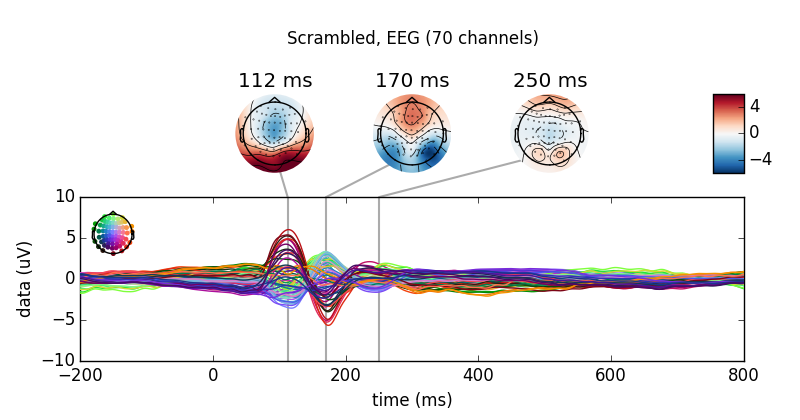 Scrambled, EEG (70 channels)
112 ms 170 ms 250 ms
4
0
−4
10
5
0
−5
−10
data (uV)
−200 0 200 400 600 800
time (ms)